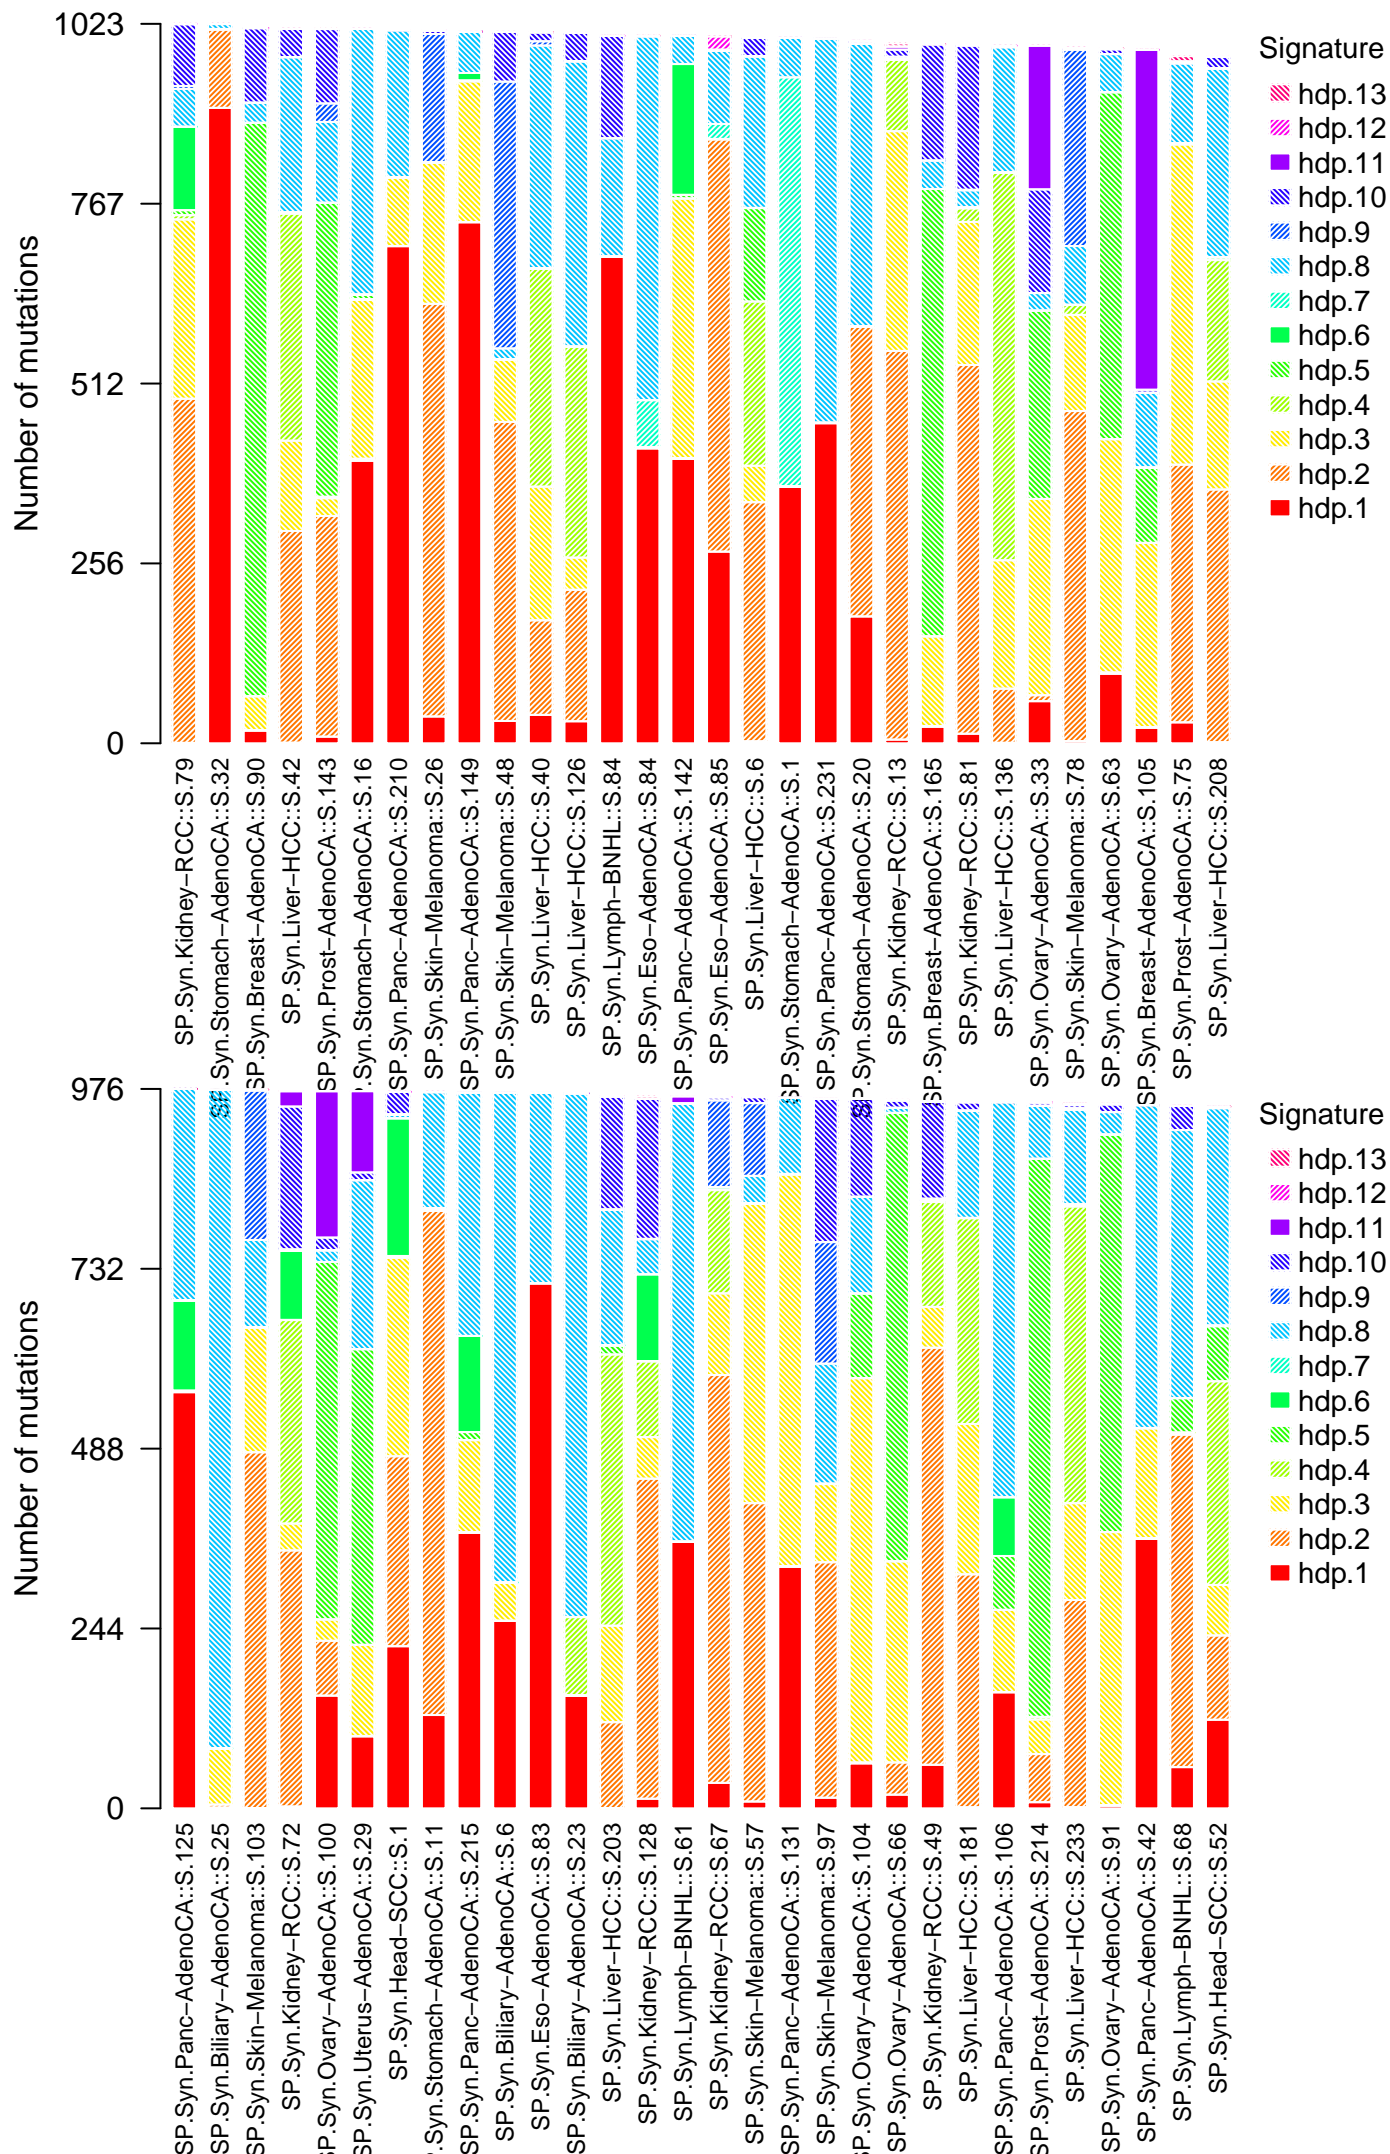 Number of mutations
1023
767
512
256
0
Signature
hdp.13
hdp.12
hdp.11
hdp.10
hdp.9
hdp.8
hdp.7
hdp.6
hdp.5
hdp.4
hdp.3
hdp.2
hdp.1
SP.Syn.Kidney−RCC::S.79
SP.Syn.Stomach−AdenoCA::S.32
SP.Syn.Breast−AdenoCA::S.90
SP.Syn.Liver−HCC::S.42
SP.Syn.Prost−AdenoCA::S.143
SP.Syn.Stomach−AdenoCA::S.16
SP.Syn.Panc−AdenoCA::S.210
SP.Syn.Skin−Melanoma::S.26
SP.Syn.Panc−AdenoCA::S.149
SP.Syn.Skin−Melanoma::S.48
SP.Syn.Liver−HCC::S.40
SP.Syn.Liver−HCC::S.126
SP.Syn.Lymph−BNHL::S.84
SP.Syn.Eso−AdenoCA::S.84
SP.Syn.Panc−AdenoCA::S.142
SP.Syn.Eso−AdenoCA::S.85
SP.Syn.Liver−HCC::S.6
SP.Syn.Stomach−AdenoCA::S.1
SP.Syn.Panc−AdenoCA::S.231
SP.Syn.Stomach−AdenoCA::S.20
SP.Syn.Kidney−RCC::S.13
SP.Syn.Breast−AdenoCA::S.165
SP.Syn.Kidney−RCC::S.81
SP.Syn.Liver−HCC::S.136
SP.Syn.Ovary−AdenoCA::S.33
SP.Syn.Skin−Melanoma::S.78
SP.Syn.Ovary−AdenoCA::S.63
SP.Syn.Breast−AdenoCA::S.105
SP.Syn.Prost−AdenoCA::S.75
SP.Syn.Liver−HCC::S.208
Number of mutations
976
732
488
244
0
Signature
hdp.13
hdp.12
hdp.11
hdp.10
hdp.9
hdp.8
hdp.7
hdp.6
hdp.5
hdp.4
hdp.3
hdp.2
hdp.1
SP.Syn.Panc−AdenoCA::S.125
SP.Syn.Biliary−AdenoCA::S.25
SP.Syn.Skin−Melanoma::S.103
SP.Syn.Kidney−RCC::S.72
SP.Syn.Ovary−AdenoCA::S.100
SP.Syn.Uterus−AdenoCA::S.29
SP.Syn.Head−SCC::S.1
.Syn.Stomach−AdenoCA::S.11
SP.Syn.Panc−AdenoCA::S.215
SP.Syn.Biliary−AdenoCA::S.6
SP.Syn.Eso−AdenoCA::S.83
SP.Syn.Biliary−AdenoCA::S.23
SP.Syn.Liver−HCC::S.203
SP.Syn.Kidney−RCC::S.128
SP.Syn.Lymph−BNHL::S.61
SP.Syn.Kidney−RCC::S.67
SP.Syn.Skin−Melanoma::S.57
SP.Syn.Panc−AdenoCA::S.131
SP.Syn.Skin−Melanoma::S.97
SP.Syn.Ovary−AdenoCA::S.104
SP.Syn.Ovary−AdenoCA::S.66
SP.Syn.Kidney−RCC::S.49
SP.Syn.Liver−HCC::S.181
SP.Syn.Panc−AdenoCA::S.106
SP.Syn.Prost−AdenoCA::S.214
SP.Syn.Liver−HCC::S.233
SP.Syn.Ovary−AdenoCA::S.91
SP.Syn.Panc−AdenoCA::S.42
SP.Syn.Lymph−BNHL::S.68
SP.Syn.Head−SCC::S.52